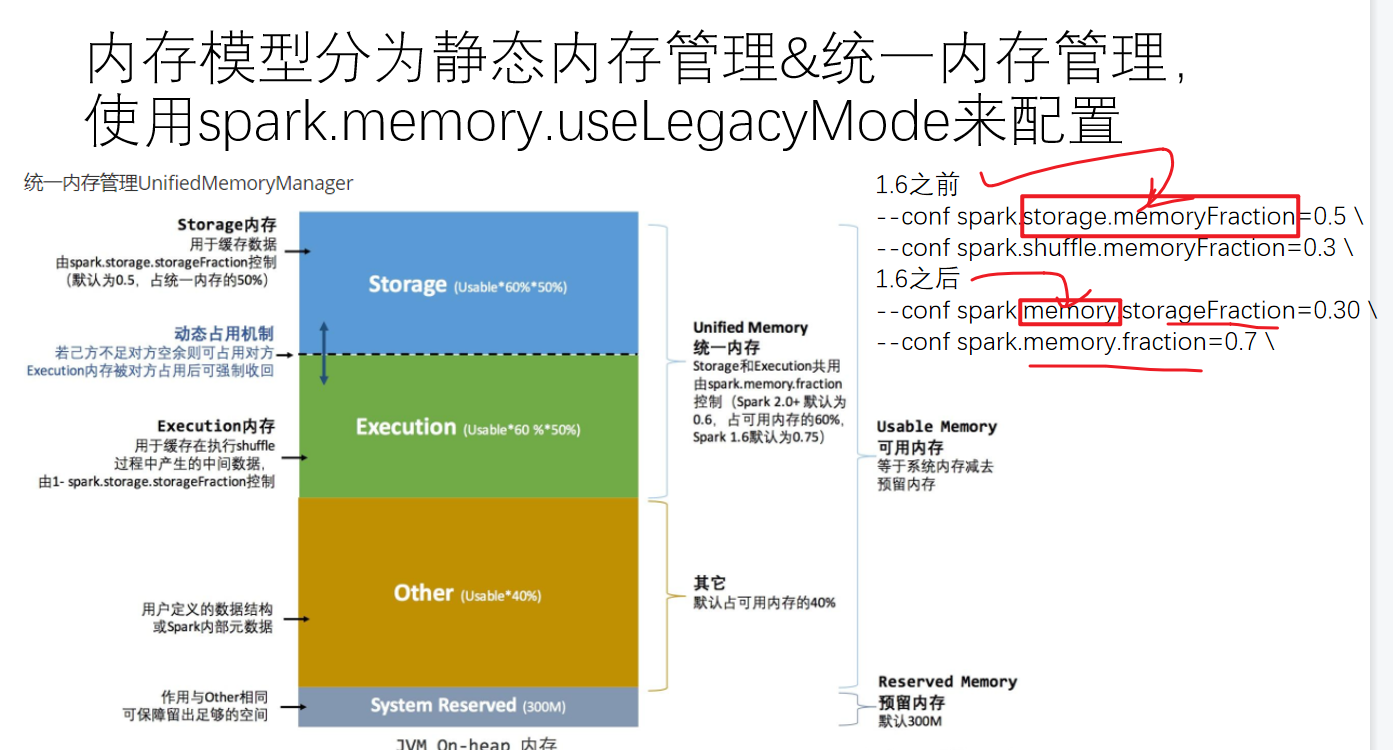 内存模型分为静态内存管理&统一内存管理，
使用spark.memory.useLegacyMode来配置
统一内存管理UnifiedMemoryManager
Storage内存
用于缓存数据
由spark.storage.storageFraction控制
（默认为0.5，占统一内存的50%）
动态占用机制
若己方不足对方空余则可占用对方
Execution内存被对方占用后可强制收回
Execution内存
用于缓存在执行shuffle
过程中产生的中间数据，
由1- spark.storage.storageFraction控制
用户定义的数据结构
或Spark内部元数据
作用与Other相同
可保障留出足够的空间
Storage (Usable*60%*50%)
Execution (Usable*60 %*50%)
Other (Usable*40%)
System Reserved (300M)
JVM On-heap 内存
Unified Memory
统一内存
Storage和Execution共用
由spark.memory.fraction
控制（Spark 2.0+ 默认为
0.6，占可用内存的60%，
Spark 1.6默认为0.75）
其它
默认占可用内存的40%
1.6之前
--conf spark.storage.memoryFraction=0.5 \
--conf spark.shuffle.memoryFraction=0.3 \
1.6之后
--conf spark.memory.storageFraction=0.30 \
--conf spark.memory.fraction=0.7 \
Usable Memory
可用内存
等于系统内存减去
预留内存
Reserved Memory
预留内存
默认300M